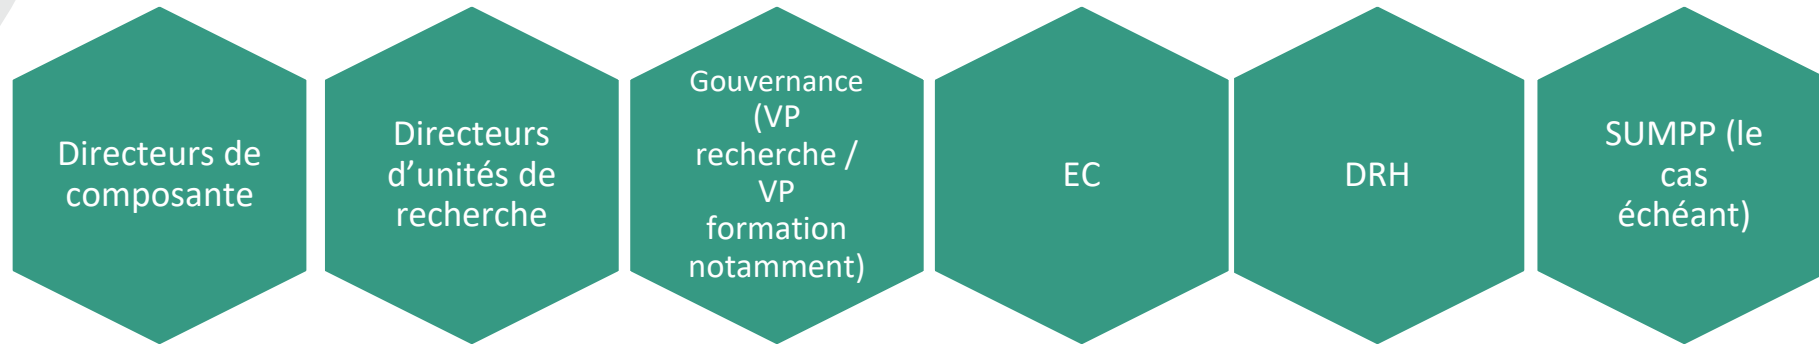 Directeurs de
composante
Directeurs
d’unités de
recherche
Gouvernance
(VP
recherche /
VP
formation
notamment)
EC
DRH
SUMPP (le
cas
échéant)